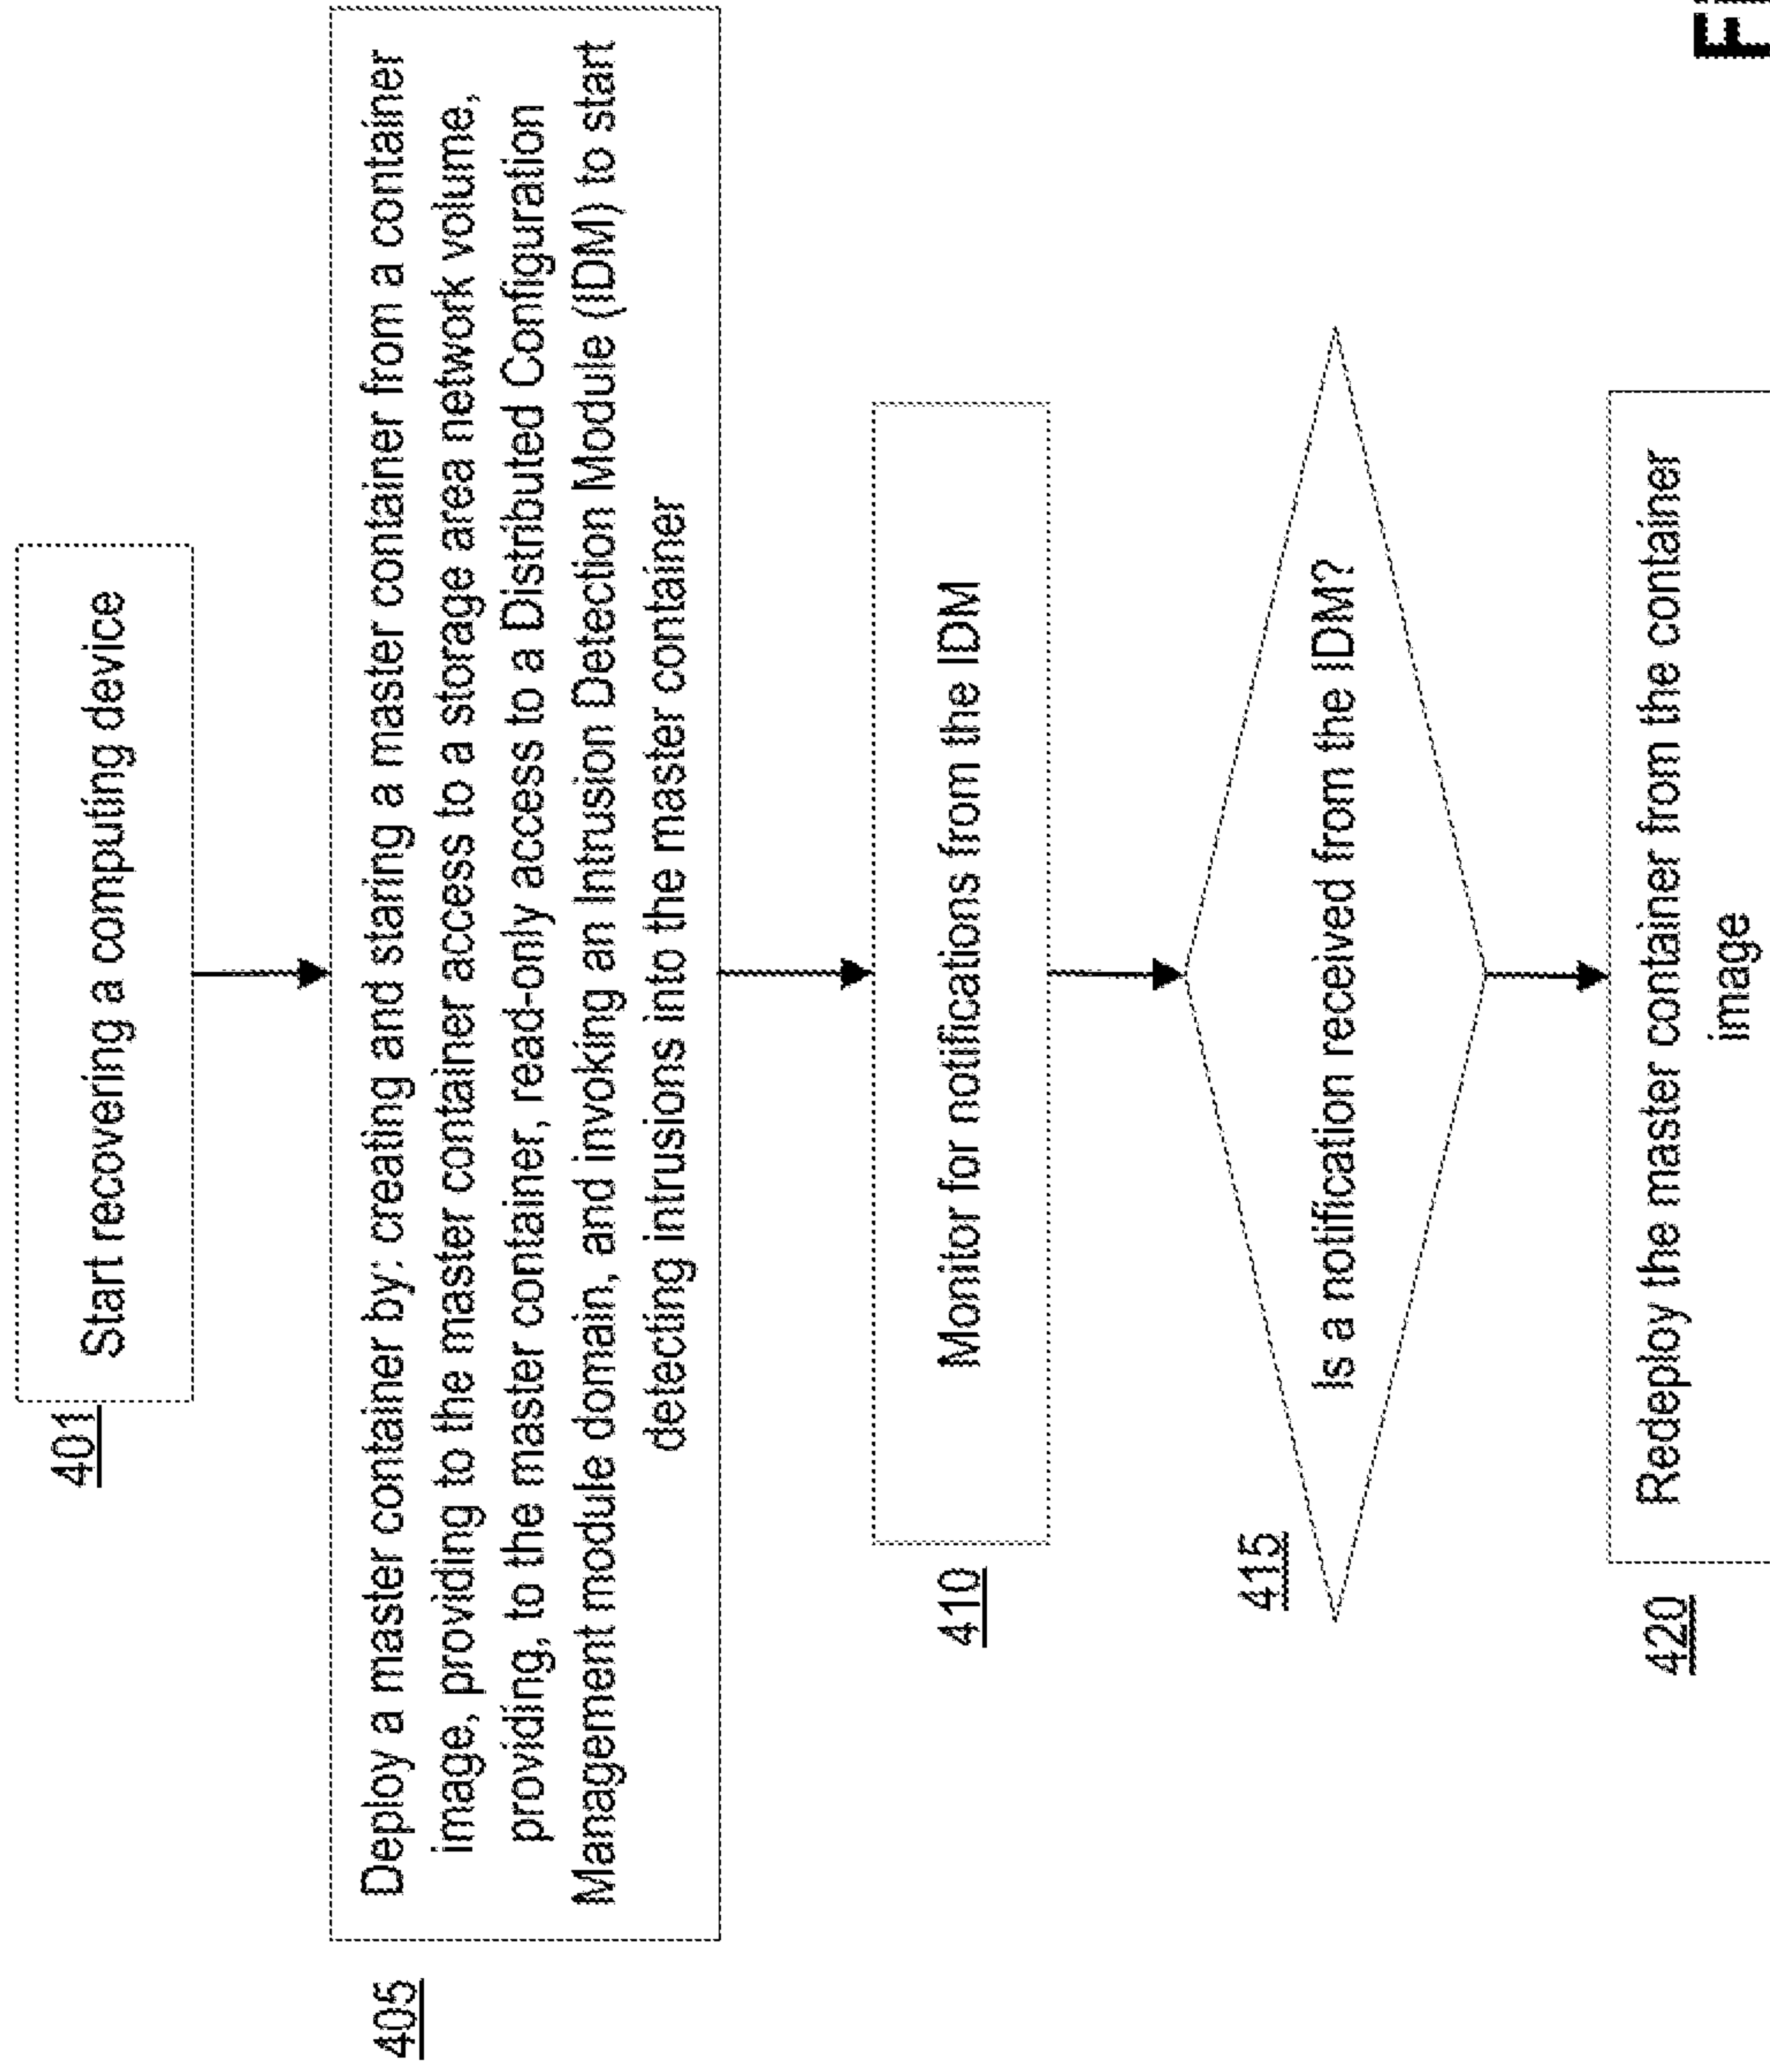 401
Start recovering a computing device
405
Deploy a master container by: creating and staring a master container from a container
image, providing to the master container access to a storage area network volume,
providing, to the master container, read-only access to a Distributed Configuration
Management module domain, and invoking an Intrusion Detection Module (IDM) to start
detecting intrusions into the master container
410
Monitor for notifications from the IDM
415
Is a notification received from the IDM?
420
Redeploy the master container from the container
image